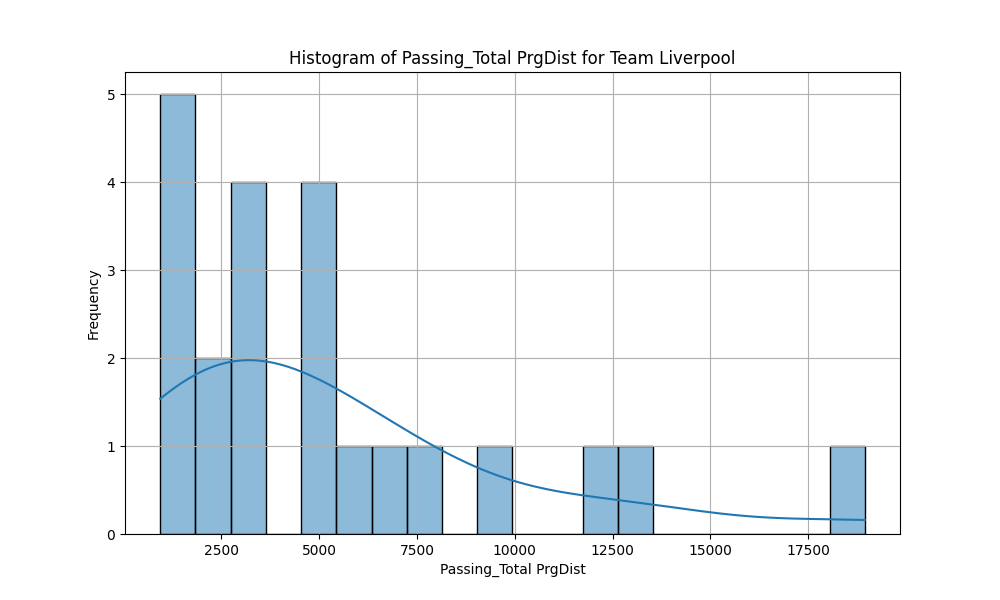 Histogram of Passing_Total PrgDist for Team Liverpool
5
4
3
2
1
0
Frequency
2500 5000 7500 10000 12500 15000 17500
Passing_Total PrgDist